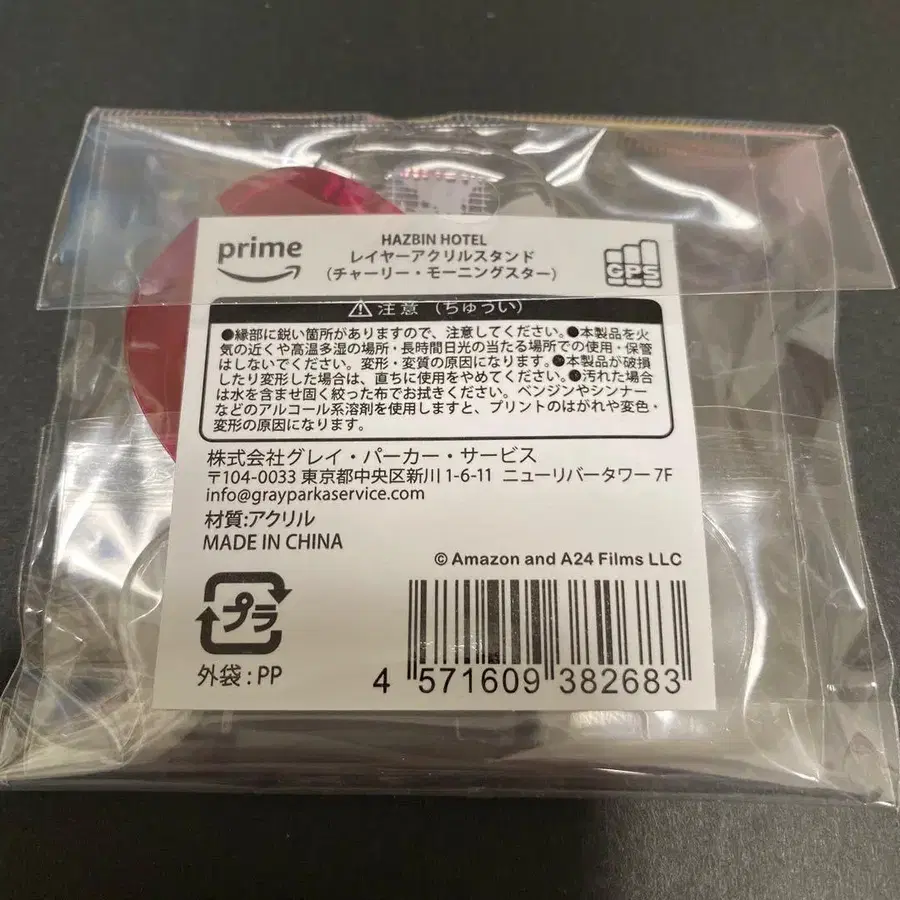 prime
HAZBIN HOTEL
レイヤーアクリルスタンド
(チャーリー・モーニングスター)
GPS
注意 (ちゅうい)
●縁部に鋭い箇所がありますので、注意してください。●本製品を火
気の近くや高温多湿の場所・長時間日光の当たる場所での使用・保管
はしないでください。変形・変質の原因になります。●本製品が破損
したり変形した場合は、直ちに使用をやめてください。●汚れた場合
は水を含ませ固く絞った布でお拭きください。ベンジンやシンナー
などのアルコール系溶剤を使用しますと、プリントのはがれや変色・
変形の原因になります。
株式会社グレイ・パーカー・サービス
〒104-0033 東京都中央区新川 1-6-11 ニューリバータワー 7F
info@grayparkaservice.com
材質:アクリル
MADE IN CHINA
© Amazon and A24 Films LLC
プラ
外袋 : PP
4 571609 382683